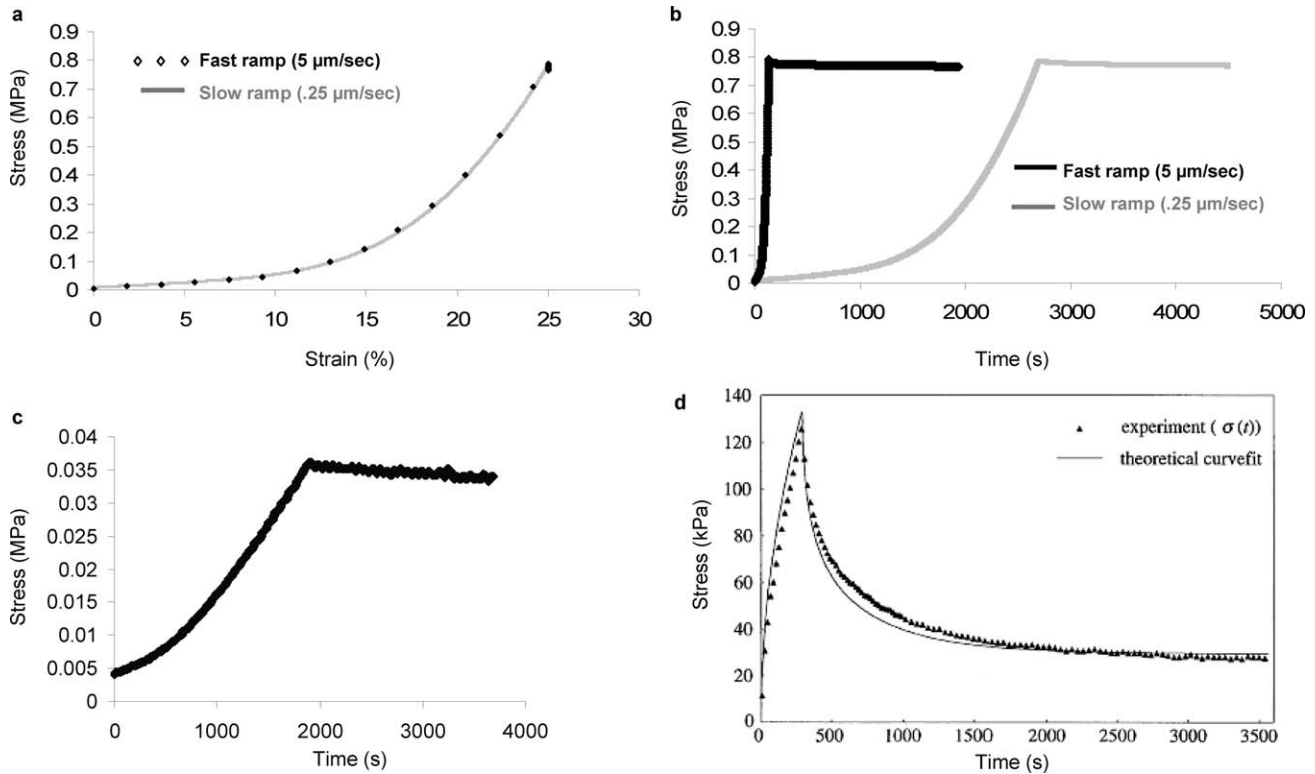 a
Stress (MPa)
0.9
0.8
0.7
0.6
0.5
0.4
0.3
0.2
0.1
0
Fast ramp (5 µm/sec)
Slow ramp (.25 µm/sec)
0 5 10 15 20 25 30
Strain (%)
b
Stress (MPa)
0.9
0.8
0.7
0.6
0.5
0.4
0.3
0.2
0.1
0
Fast ramp (5 µm/sec)
Slow ramp (.25 µm/sec)
0 1000 2000 3000 4000 5000
Time (s)
c
Stress (MPa)
0.04
0.035
0.03
0.025
0.02
0.015
0.01
0.005
0
0 1000 2000 3000 4000
Time (s)
d
Stress (kPa)
140
120
100
80
60
40
20
0
experiment ( σ (t))
theoretical curvefit
0 500 1000 1500 2000 2500 3000 3500
Time (s)